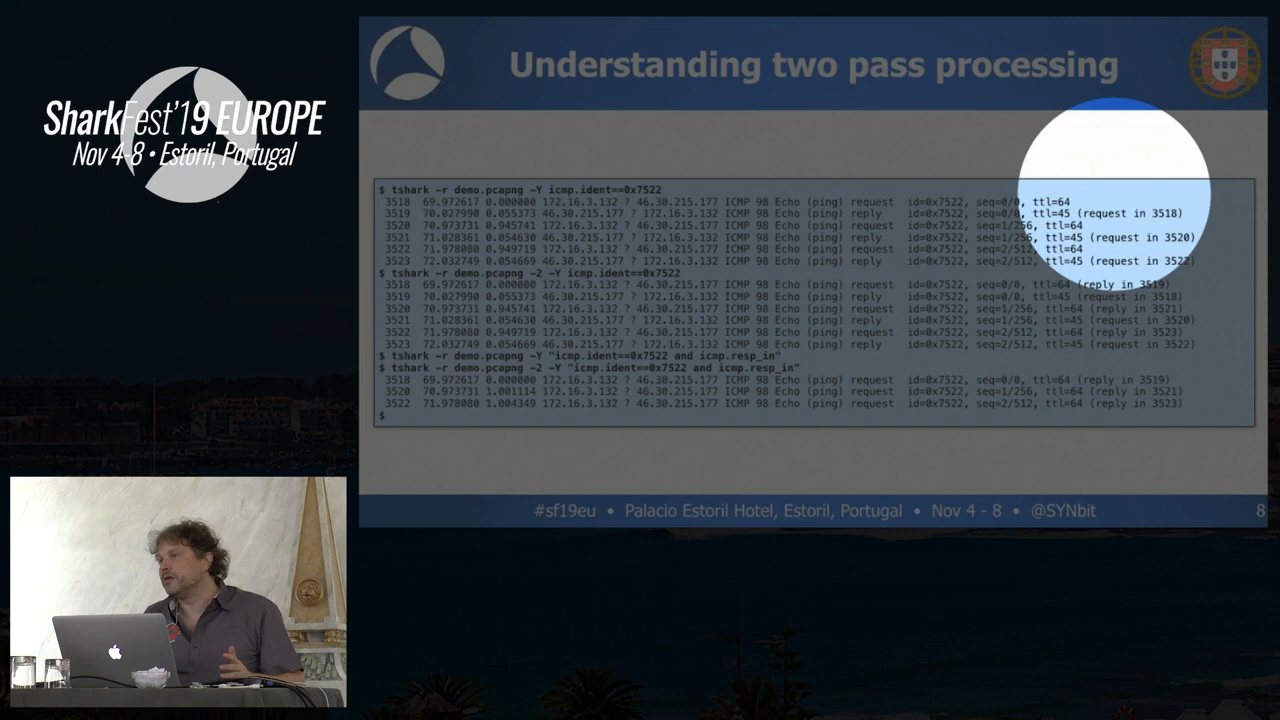 SharkFest'19 EUROPE
Nov 4-8 • Estoril, Portugal
Understanding two pass processing
$ tshark -r demo.pcapng -Y icmp.ident==0x7522
3518 69.972617 0.000000 172.16.3.132 ? 46.30.215.177 ICMP 98 Echo (ping) request id=0x7522, seq=0/0, ttl=64
3519 70.027990 0.055373 46.30.215.177 ? 172.16.3.132 ICMP 98 Echo (ping) reply id=0x7522, seq=0/0, ttl=45 (request in 3518)
3520 70.973731 0.945741 172.16.3.132 ? 46.30.215.177 ICMP 98 Echo (ping) request id=0x7522, seq=1/256, ttl=64
3521 71.028361 0.054630 46.30.215.177 ? 172.16.3.132 ICMP 98 Echo (ping) reply id=0x7522, seq=1/256, ttl=45 (request in 3520)
3522 71.978080 0.949719 172.16.3.132 ? 46.30.215.177 ICMP 98 Echo (ping) request id=0x7522, seq=2/512, ttl=64
3523 72.032749 0.054669 46.30.215.177 ? 172.16.3.132 ICMP 98 Echo (ping) reply id=0x7522, seq=2/512, ttl=45 (request in 3522)
$ tshark -r demo.pcapng -2 -Y icmp.ident==0x7522
3518 69.972617 0.000000 172.16.3.132 ? 46.30.215.177 ICMP 98 Echo (ping) request id=0x7522, seq=0/0, ttl=64 (reply in 3519)
3519 70.027990 0.055373 46.30.215.177 ? 172.16.3.132 ICMP 98 Echo (ping) reply id=0x7522, seq=0/0, ttl=45 (request in 3518)
3520 70.973731 0.945741 172.16.3.132 ? 46.30.215.177 ICMP 98 Echo (ping) request id=0x7522, seq=1/256, ttl=64 (reply in 3521)
3521 71.028361 0.054630 46.30.215.177 ? 172.16.3.132 ICMP 98 Echo (ping) reply id=0x7522, seq=1/256, ttl=45 (request in 3520)
3522 71.978080 0.949719 172.16.3.132 ? 46.30.215.177 ICMP 98 Echo (ping) request id=0x7522, seq=2/512, ttl=64 (reply in 3523)
3523 72.032749 0.054669 46.30.215.177 ? 172.16.3.132 ICMP 98 Echo (ping) reply id=0x7522, seq=2/512, ttl=45 (request in 3522)
$ tshark -r demo.pcapng -Y "icmp.ident==0x7522 and icmp.resp_in"
$ tshark -r demo.pcapng -2 -Y "icmp.ident==0x7522 and icmp.resp_in"
3518 69.972617 0.000000 172.16.3.132 ? 46.30.215.177 ICMP 98 Echo (ping) request id=0x7522, seq=0/0, ttl=64 (reply in 3519)
3520 70.973731 1.001114 172.16.3.132 ? 46.30.215.177 ICMP 98 Echo (ping) request id=0x7522, seq=1/256, ttl=64 (reply in 3521)
3522 71.978080 1.004349 172.16.3.132 ? 46.30.215.177 ICMP 98 Echo (ping) request id=0x7522, seq=2/512, ttl=64 (reply in 3523)
$
#sf19eu • Palacio Estoril Hotel, Estoril, Portugal • Nov 4 - 8 • @SYNbit
8